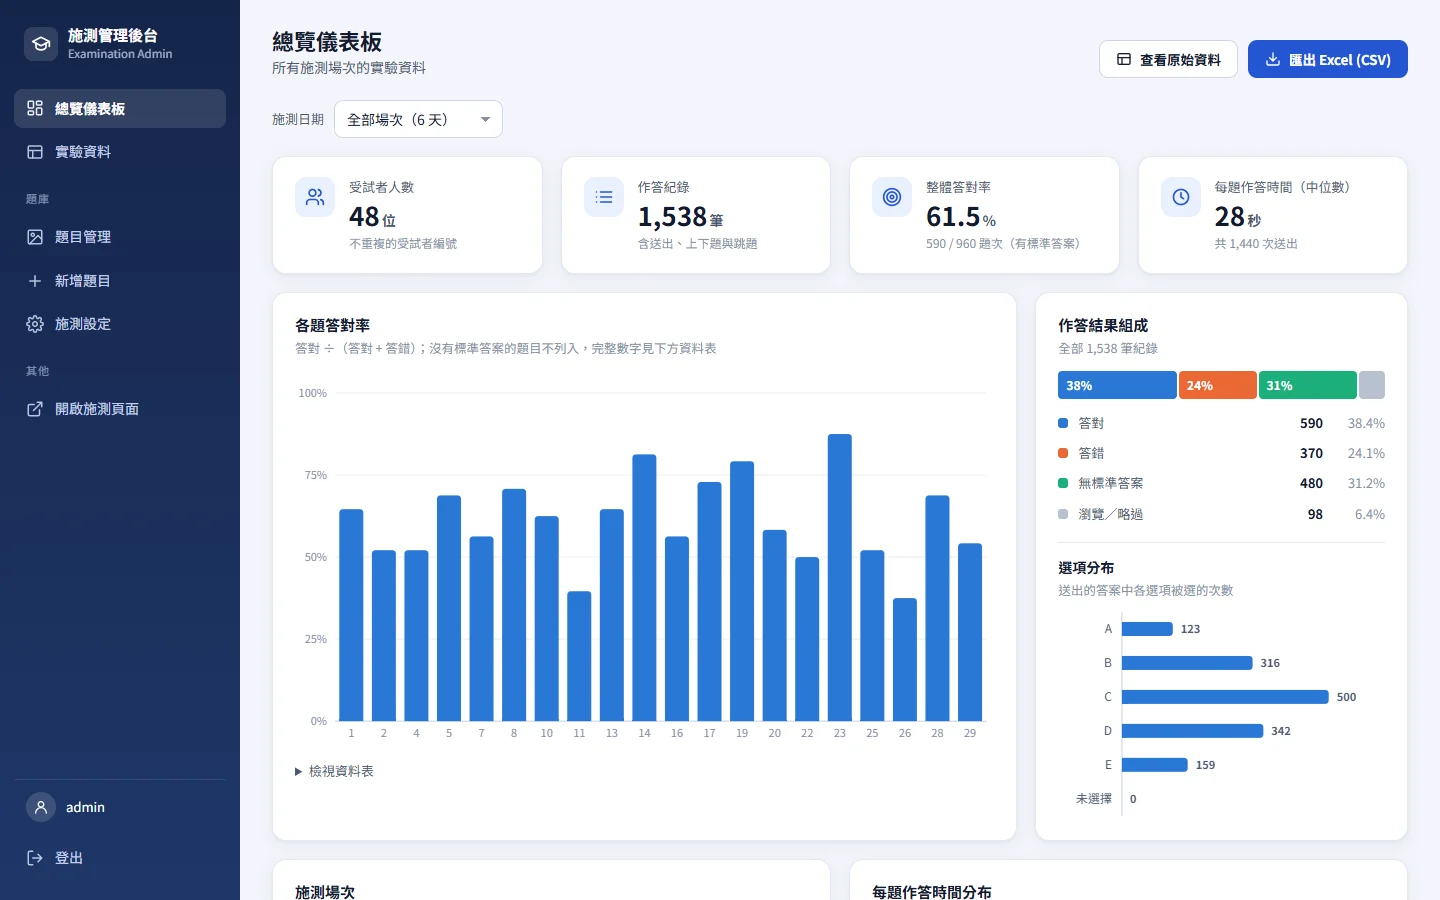 施測管理後台
Examination Admin
總覽儀表板
實驗資料
題庫
題目管理
新增題目
施測設定
其他
開啟施測頁面
admin
登出
總覽儀表板
所有施測場次的實驗資料
查看原始資料
匯出 Excel (CSV)
施測日期
全部場次（6 天）
受試者人數
48 位
不重複的受試者編號
作答紀錄
1,538 筆
含送出、上下題與跳題
整體答對率
61.5 %
590 / 960 題次（有標準答案）
每題作答時間（中位數）
28 秒
共 1,440 次送出
各題答對率
答對 ÷（答對 + 答錯）；沒有標準答案的題目不列入，完整數字見下方資料表
100%
75%
50%
25%
0%
1 2 4 5 7 8 10 11 13 14 16 17 19 20 22 23 25 26 28 29
檢視資料表
作答結果組成
全部 1,538 筆紀錄
38% 24% 31%
答對 590 38.4%
答錯 370 24.1%
無標準答案 480 31.2%
瀏覽／略過 98 6.4%
選項分布
送出的答案中各選項被選的次數
A 123
B 316
C 500
D 342
E 159
未選擇 0
施測場次
每題作答時間分布